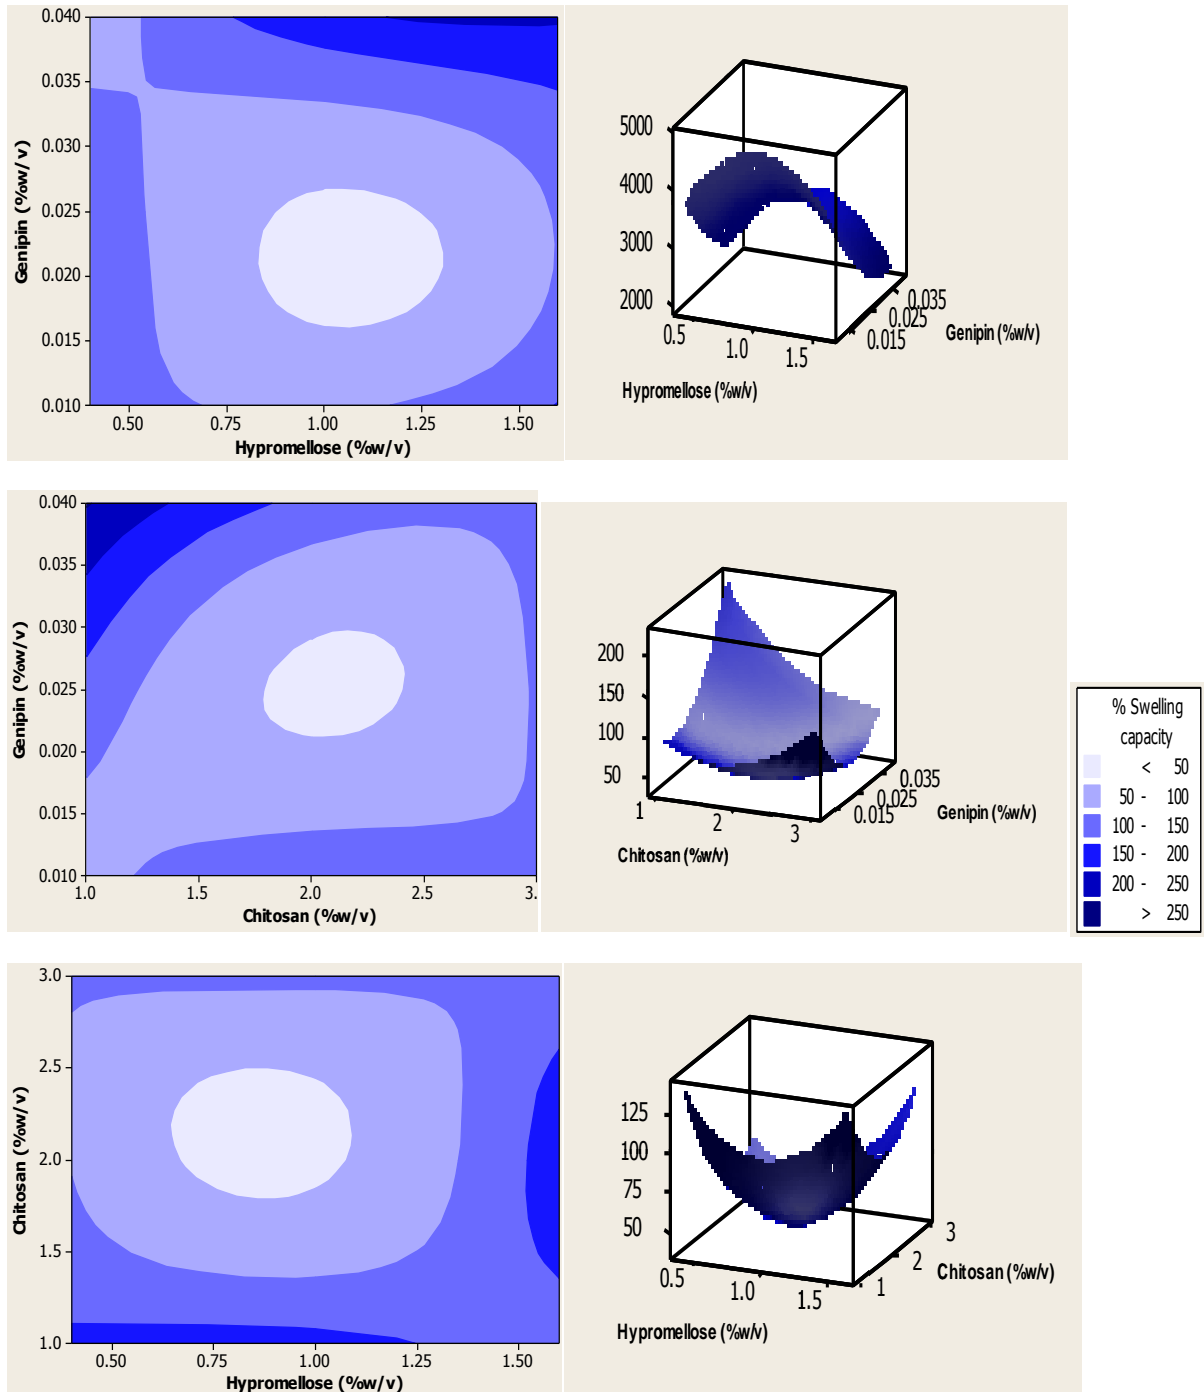 0.040
0.035
0.030
0.025
0.020
0.015
0.010
Genipin (%w/v)
0.50 0.75 1.00 1.25 1.50
Hypromellose (%w/v)
5000
4000
3000
2000
0.5 1.0 1.5
0.015 0.025 0.035
Genipin (%w/v)
Hypromellose (%w/v)
0.040
0.035
0.030
0.025
0.020
0.015
0.010
Genipin (%w/v)
1.0 1.5 2.0 2.5 3.
Chitosan (%w/v)
200
150
100
50
1 2 3
0.015 0.025 0.035
Genipin (%w/v)
Chitosan (%w/v)
% Swelling
capacity
< 50
50 - 100
100 - 150
150 - 200
200 - 250
> 250
3.0
2.5
2.0
1.5
1.0
Chitosan (%w/v)
0.50 0.75 1.00 1.25 1.50
Hypromellose (%w/v)
125
100
75
50
0.5 1.0 1.5
1 2 3
Chitosan (%w/v)
Hypromellose (%w/v)